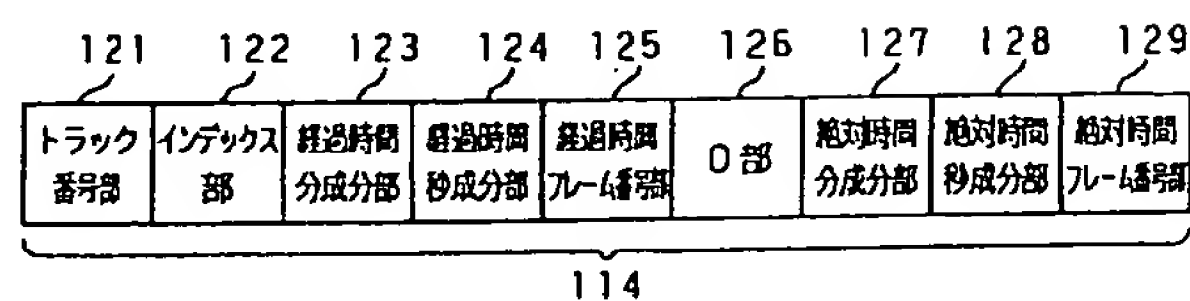 121 122 123 124 125 126 127 128 129
トラック インデックス 経過時間 経過時間 経過時間 0部 絶対時間 絶対時間 絶対時間
番号部 部 分成分部 秒成分部 フレーム番号部 分成分部 秒成分部 フレーム番号部
114